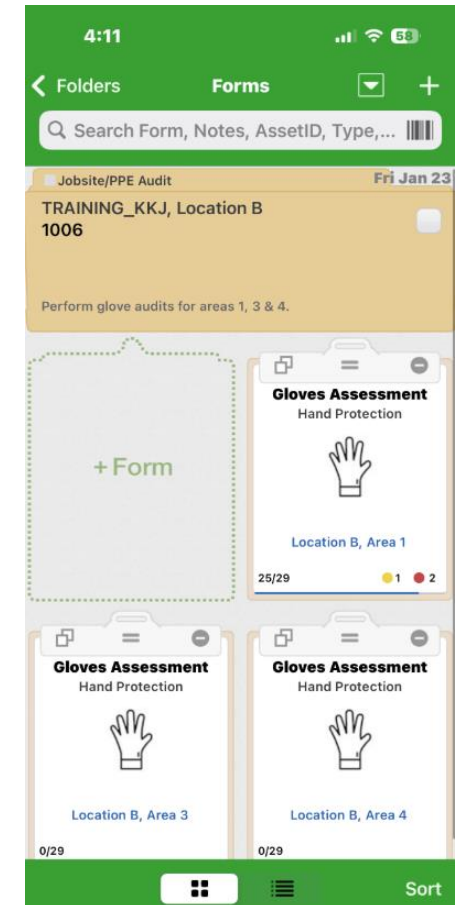 4:11
58
Folders
Forms
+
Search Form, Notes, AssetID, Type,...
Jobsite/PPE Audit
Fri Jan 23
TRAINING_KKJ, Location B
1006
Perform glove audits for areas 1, 3 & 4.
+ Form
Gloves Assessment
Hand Protection
Location B, Area 1
25/29
1
2
Gloves Assessment
Hand Protection
Location B, Area 3
0/29
Gloves Assessment
Hand Protection
Location B, Area 4
0/29
Sort